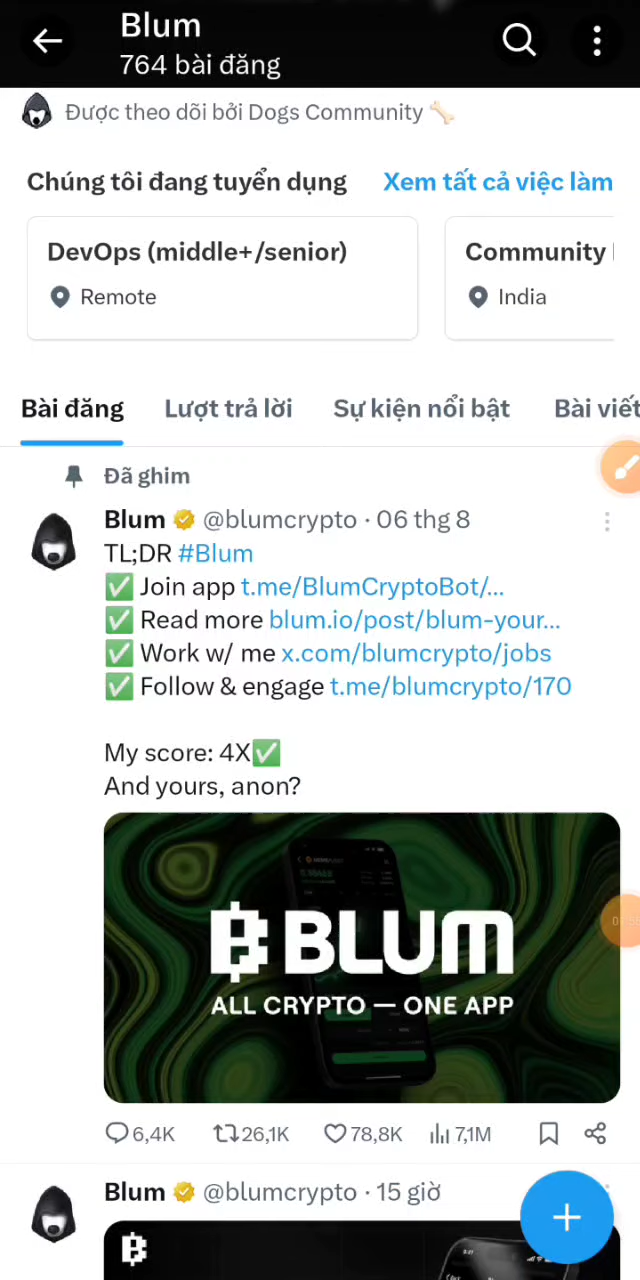 Blum
764 bài đăng
Được theo dõi bởi Dogs Community 🦴
Chúng tôi đang tuyển dụng Xem tất cả việc làm
DevOps (middle+/senior) Community
Remote India
Bài đăng Lượt trả lời Sự kiện nổi bật Bài viết
Đã ghim
Blum @blumcrypto · 06 thg 8
TL;DR #Blum
✅ Join app t.me/BlumCryptoBot/...
✅ Read more blum.io/post/blum-your...
✅ Work w/ me x.com/blumcrypto/jobs
✅ Follow & engage t.me/blumcrypto/170
My score: 4X✅
And yours, anon?
BLUM
ALL CRYPTO — ONE APP
6,4K 26,1K 78,8K 7,1M
Blum @blumcrypto · 15 giờ